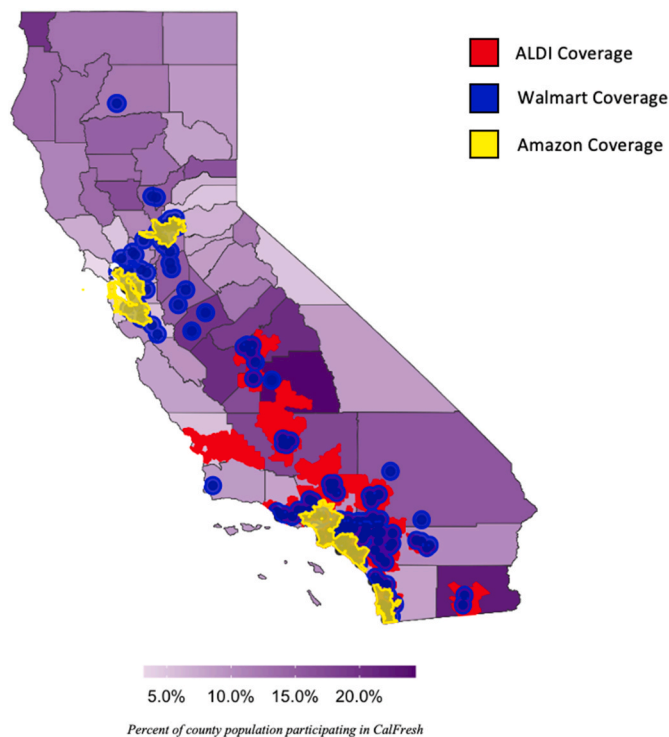 ALDI Coverage
Walmart Coverage
Amazon Coverage
5.0% 10.0% 15.0% 20.0%
Percent of county population participating in CalFresh